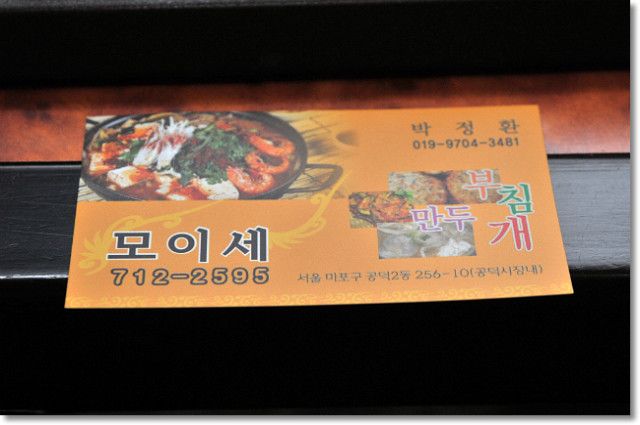 박 정 환
019-9704-3481
부침개
만두
모이세
712-2595
서울 마포구 공덕2동 256-10(공덕시장내)